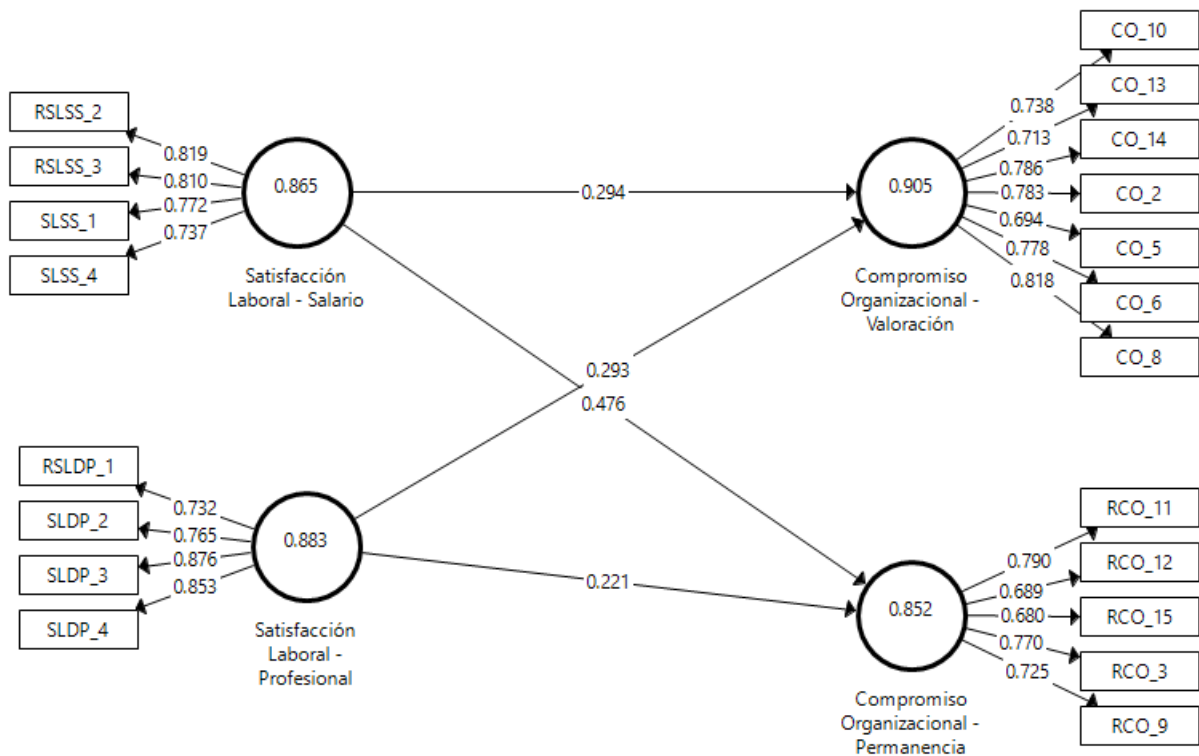 CO_10
CO_13
CO_14
CO_2
CO_5
CO_6
CO_8
0.738
0.713
0.786
0.783
0.694
0.778
0.818
RSLSS_2
RSLSS_3
SLSS_1
SLSS_4
0.819
0.810
0.772
0.737
0.865
Satisfacción
Laboral - Salario
0.294
0.905
Compromiso
Organizacional -
Valoración
0.293
0.476
RSLDP_1
SLDP_2
SLDP_3
SLDP_4
0.732
0.765
0.876
0.853
0.883
Satisfacción
Laboral -
Profesional
0.221
0.852
Compromiso
Organizacional -
Permanencia
0.790
0.689
0.680
0.770
0.725
RCO_11
RCO_12
RCO_15
RCO_3
RCO_9